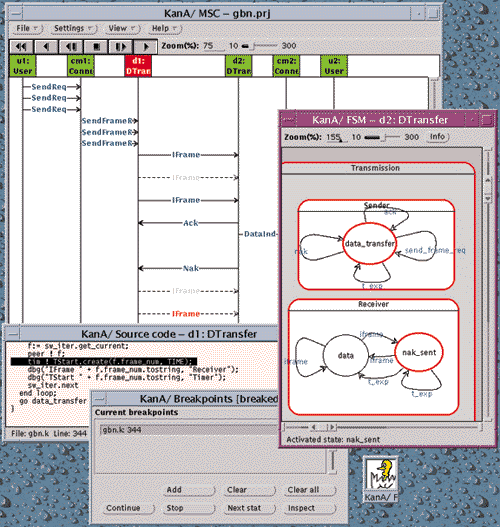 KanA/ MSC – gbn.prj
File Settings View Help
Zoom(%): 75 10 300
u1: cm1: d1: d2: cm2: u2:
User Connu DTran DTran Connu User
SendReq
SendReq
SendReq
SendFrameR
SendFrameR
SendFrameR
IFrame
IFrame
IFrame
Ack
DataInd
Nak
IFrame
IFrame
KanA/ FSM – d2: DTransfer
Zoom(%): 155 10 300 Info
Transmission
Sender
ack
data_transfer
nak
send_frame_req
t_exp
Receiver
iframe
iframe
data
nak_sent
iframe
t_exp
t_exp
Activated state: nak_sent
KanA/ Source code – d1: DTransfer
f:= sw_iter.get_current;
peer ! f;
tim ! TStart.create(f.frame_num, TIME);
dbg("IFrame " + f.frame_num.tostring, "Receiver");
dbg("TStart " + f.frame_num.tostring, "Timer");
sw_iter.next
end loop;
go data_transfer
}
File: gbn.k Line: 344
KanA/ Breakpoints [breaked
Current breakpoints
gbn.k: 344
Add Clear Clear all
Continue Stop Next stat Inspect
KanA/ F